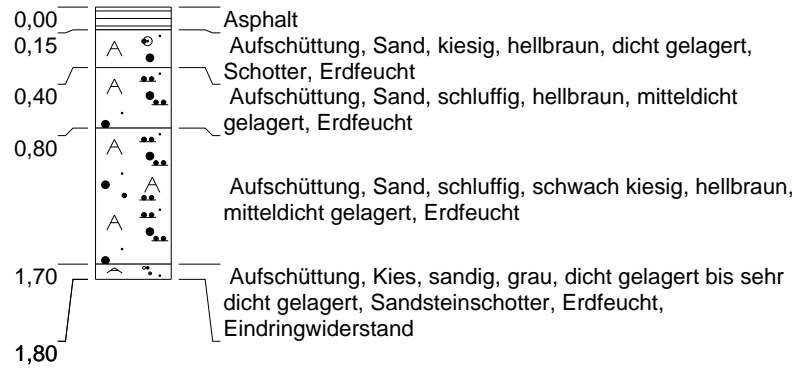 0,00 Asphalt
0,15 Aufschüttung, Sand, kiesig, hellbraun, dicht gelagert,
Schotter, Erdfeucht
0,40 Aufschüttung, Sand, schluffig, hellbraun, mitteldicht
gelagert, Erdfeucht
0,80
Aufschüttung, Sand, schluffig, schwach kiesig, hellbraun,
mitteldicht gelagert, Erdfeucht
1,70 Aufschüttung, Kies, sandig, grau, dicht gelagert bis sehr
dicht gelagert, Sandsteinschotter, Erdfeucht,
Eindringwiderstand
1,80